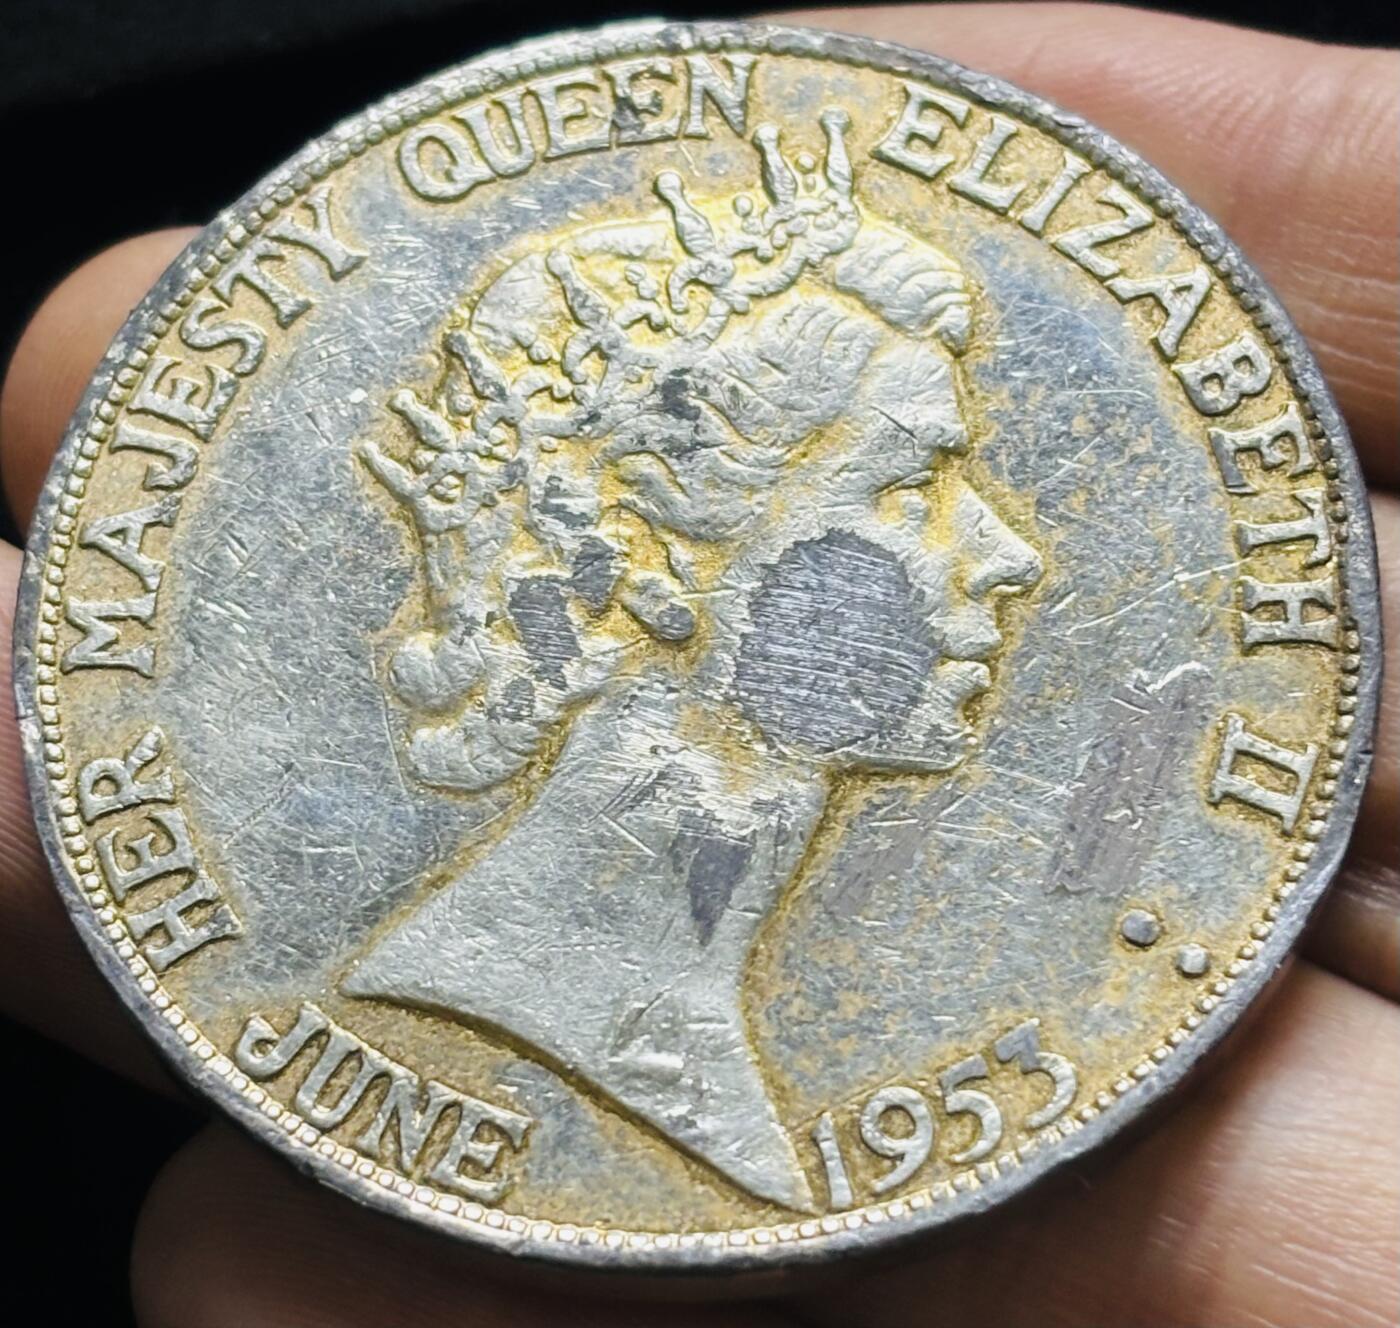 HER MAJESTY QUEEN ELIZABETH II
JUNE 1953